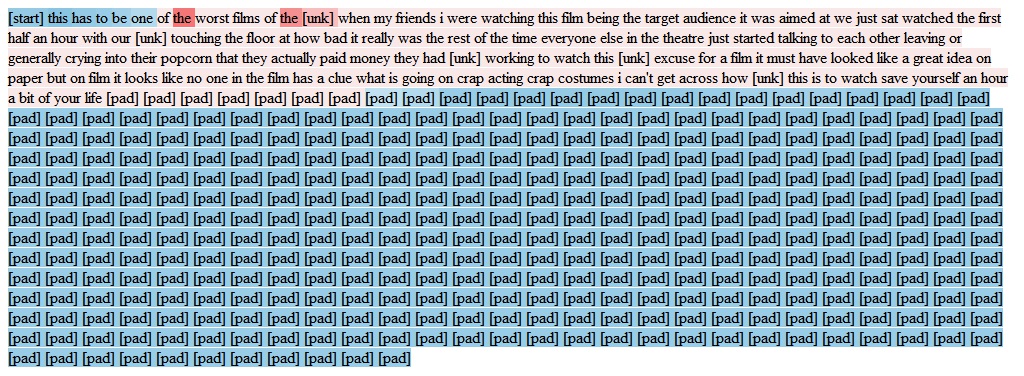 [start] this has to be one of the worst films of the [unk] when my friends i were watching this film being the target audience it was aimed at we just sat watched the first
half an hour with our [unk] touching the floor at how bad it really was the rest of the time everyone else in the theatre just started talking to each other leaving or
generally crying into their popcorn that they actually paid money they had [unk] working to watch this [unk] excuse for a film it must have looked like a great idea on
paper but on film it looks like no one in the film has a clue what is going on crap acting crap costumes i can't get across how [unk] this is to watch save yourself an hour
a bit of your life [pad] [pad] [pad] [pad] [pad] [pad] [pad] [pad] [pad] [pad] [pad] [pad] [pad] [pad] [pad] [pad] [pad] [pad] [pad] [pad] [pad] [pad] [pad] [pad]
[pad] [pad] [pad] [pad] [pad] [pad] [pad] [pad] [pad] [pad] [pad] [pad] [pad] [pad] [pad] [pad] [pad] [pad] [pad] [pad] [pad] [pad] [pad] [pad] [pad] [pad] [pad]
[pad] [pad] [pad] [pad] [pad] [pad] [pad] [pad] [pad] [pad] [pad] [pad] [pad] [pad] [pad] [pad] [pad] [pad] [pad] [pad] [pad] [pad] [pad] [pad] [pad] [pad] [pad]
[pad] [pad] [pad] [pad] [pad] [pad] [pad] [pad] [pad] [pad] [pad] [pad] [pad] [pad] [pad] [pad] [pad] [pad] [pad] [pad] [pad] [pad] [pad] [pad] [pad] [pad] [pad]
[pad] [pad] [pad] [pad] [pad] [pad] [pad] [pad] [pad] [pad] [pad] [pad] [pad] [pad] [pad] [pad] [pad] [pad] [pad] [pad] [pad] [pad] [pad] [pad] [pad] [pad] [pad]
[pad] [pad] [pad] [pad] [pad] [pad] [pad] [pad] [pad] [pad] [pad] [pad] [pad] [pad] [pad] [pad] [pad] [pad] [pad] [pad] [pad] [pad] [pad] [pad] [pad] [pad] [pad]
[pad] [pad] [pad] [pad] [pad] [pad] [pad] [pad] [pad] [pad] [pad] [pad] [pad] [pad] [pad] [pad] [pad] [pad] [pad] [pad] [pad] [pad] [pad] [pad] [pad] [pad] [pad]
[pad] [pad] [pad] [pad] [pad] [pad] [pad] [pad] [pad] [pad] [pad] [pad] [pad] [pad] [pad] [pad] [pad] [pad] [pad] [pad] [pad] [pad] [pad] [pad] [pad] [pad] [pad]
[pad] [pad] [pad] [pad] [pad] [pad] [pad] [pad] [pad] [pad] [pad] [pad] [pad] [pad] [pad] [pad] [pad] [pad] [pad] [pad] [pad] [pad] [pad] [pad] [pad] [pad] [pad]
[pad] [pad] [pad] [pad] [pad] [pad] [pad] [pad] [pad] [pad] [pad] [pad] [pad] [pad] [pad] [pad] [pad] [pad] [pad] [pad] [pad] [pad] [pad] [pad] [pad] [pad] [pad]
[pad] [pad] [pad] [pad] [pad] [pad] [pad] [pad] [pad] [pad] [pad] [pad] [pad] [pad] [pad] [pad] [pad] [pad] [pad] [pad] [pad] [pad] [pad] [pad] [pad] [pad] [pad]
[pad] [pad] [pad] [pad] [pad] [pad] [pad] [pad] [pad] [pad] [pad] [pad] [pad] [pad] [pad] [pad] [pad] [pad] [pad] [pad] [pad] [pad] [pad] [pad] [pad] [pad] [pad]
[pad] [pad] [pad] [pad] [pad] [pad] [pad] [pad] [pad] [pad] [pad] [pad] [pad] [pad] [pad] [pad] [pad] [pad] [pad] [pad] [pad] [pad] [pad] [pad] [pad] [pad] [pad]
[pad] [pad] [pad] [pad] [pad] [pad] [pad] [pad] [pad] [pad] [pad]